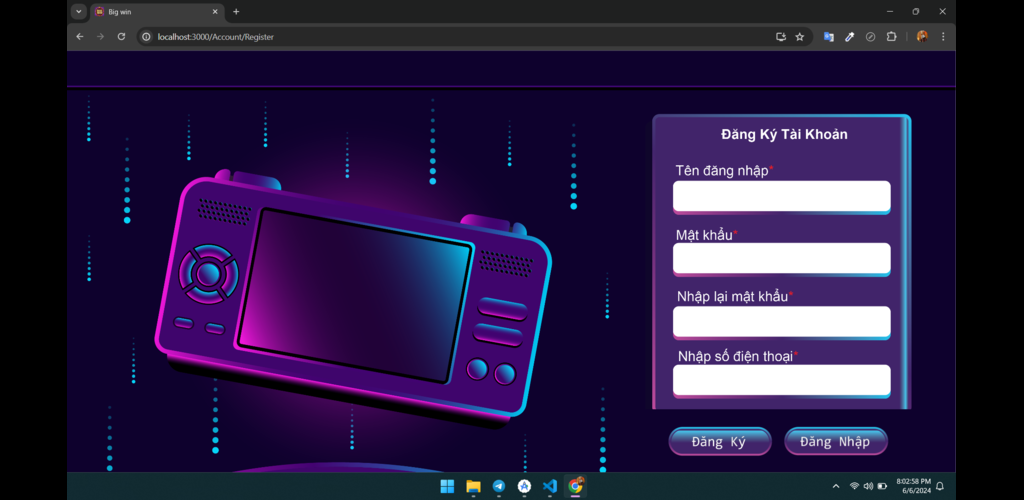 Big win
localhost:3000/Account/Register
Đăng Ký Tài Khoản
Tên đăng nhập*
Mật khẩu*
Nhập lại mật khẩu*
Nhập số điện thoại*
Đăng Ký
Đăng Nhập
8:02:58 PM
6/6/2024